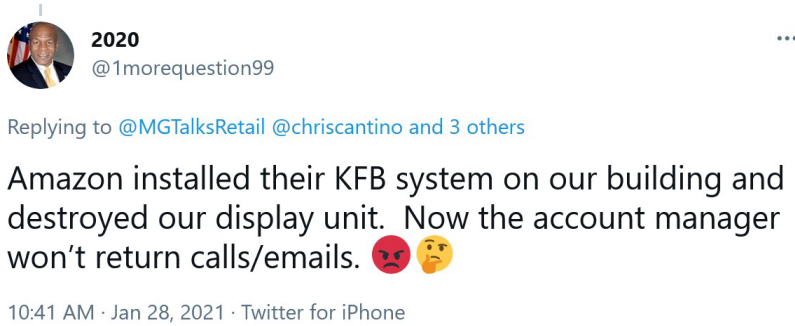 2020
@1morequestion99
Replying to @MGTalksRetail @chriscantino and 3 others
Amazon installed their KFB system on our building and
destroyed our display unit.  Now the account manager
won’t return calls/emails. 😡🤔
10:41 AM · Jan 28, 2021 · Twitter for iPhone